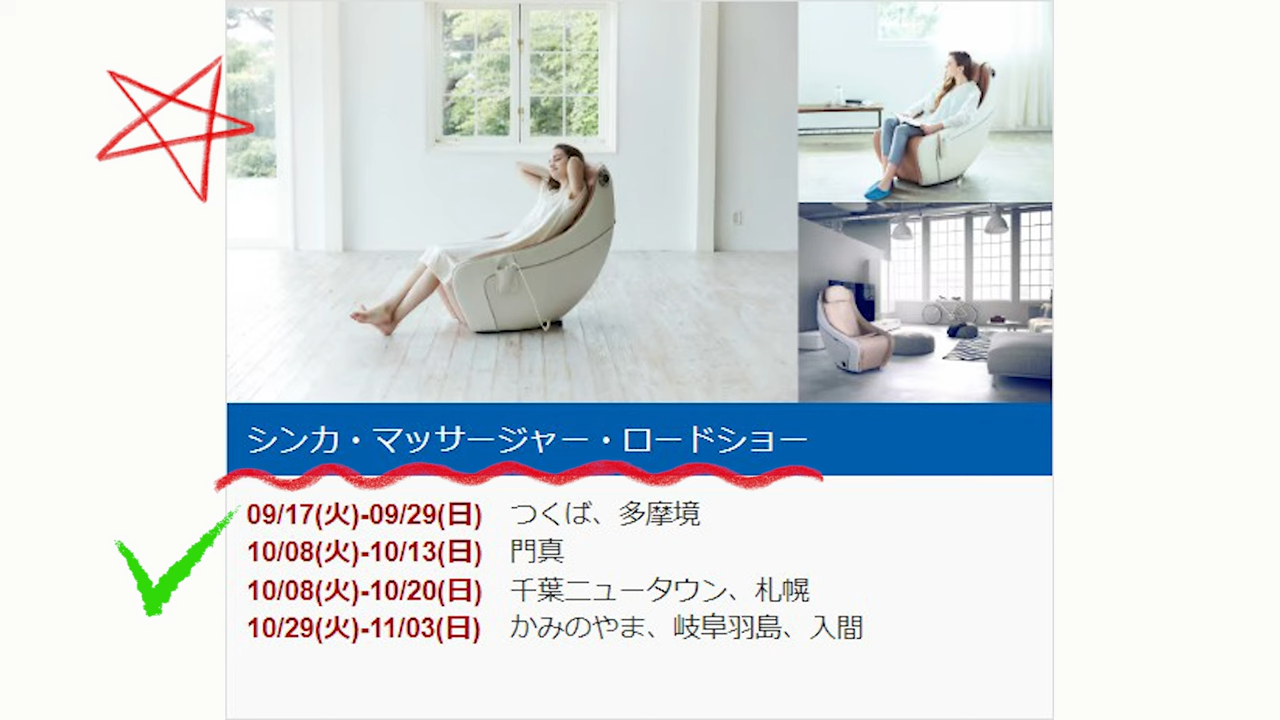 シンカ・マッサージャー・ロードショー
09/17(火)-09/29(日) つくば、多摩境
10/08(火)-10/13(日) 門真
10/08(火)-10/20(日) 千葉ニュータウン、札幌
10/29(火)-11/03(日) かみのやま、岐阜羽島、入間